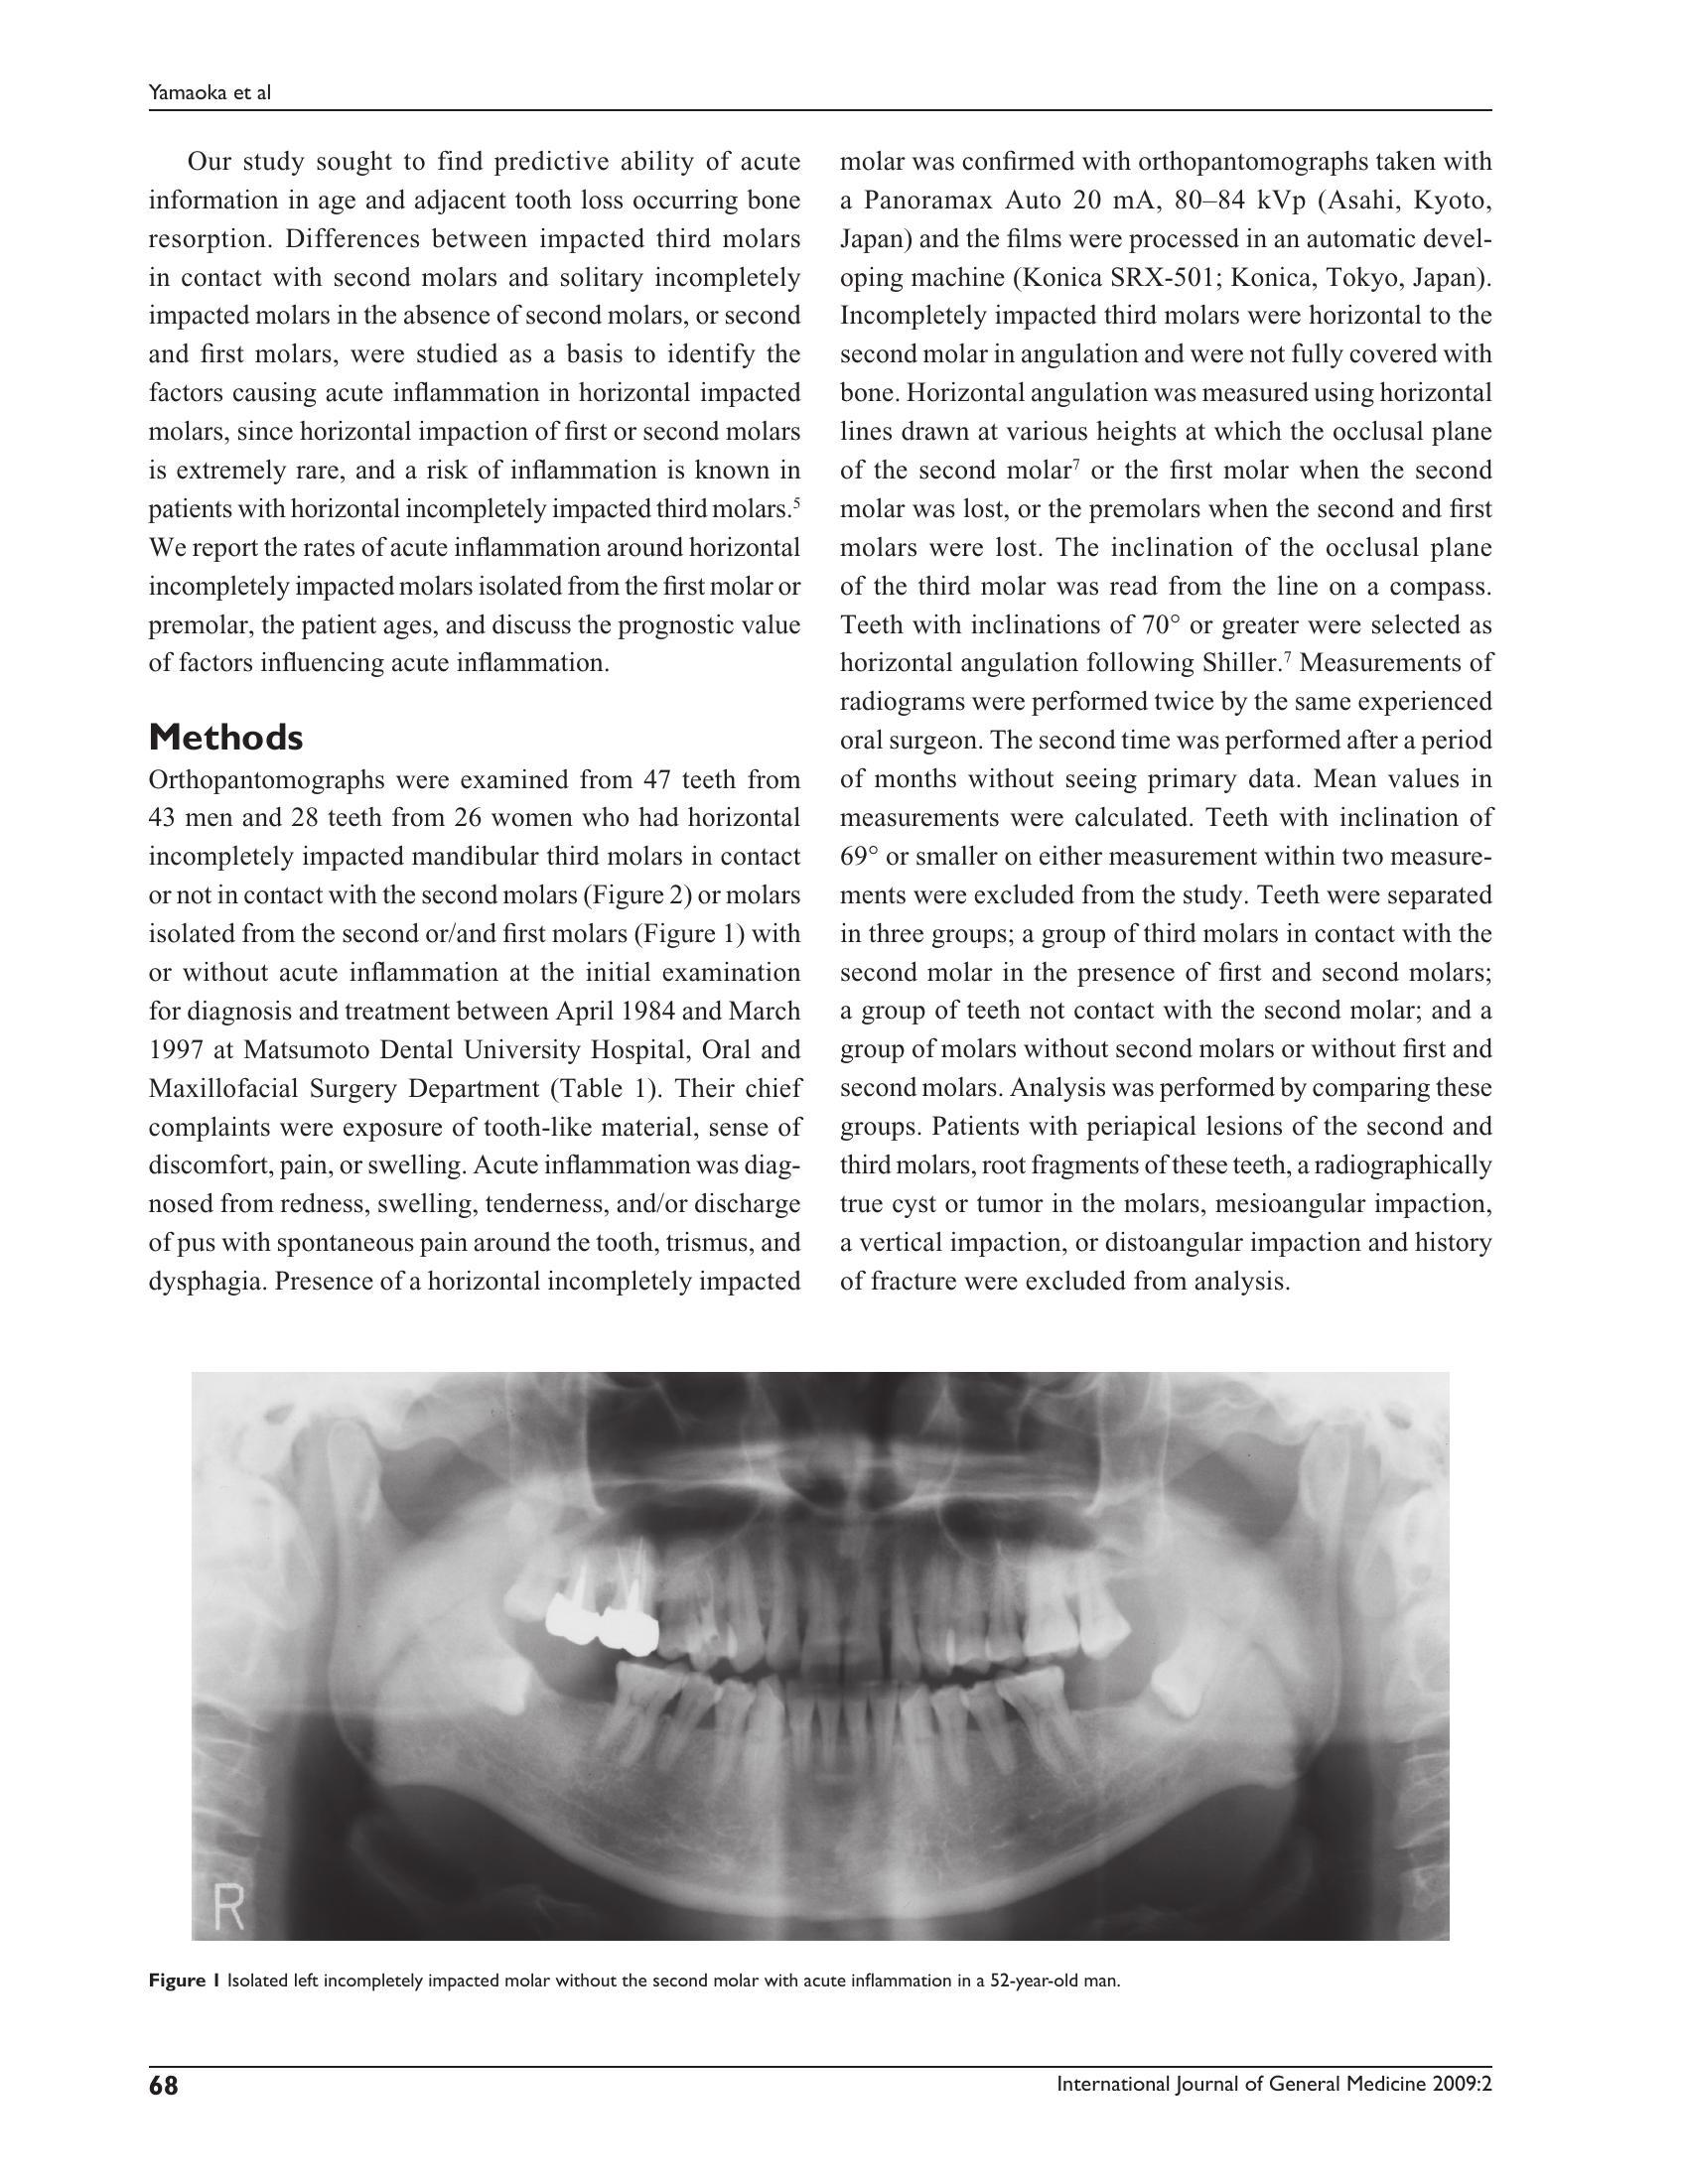 Yamaoka et al
Our study sought to find predictive ability of acute
information in age and adjacent tooth loss occurring bone
resorption. Differences between impacted third molars
in contact with second molars and solitary incompletely
impacted molars in the absence of second molars, or second
and first molars, were studied as a basis to identify the
factors causing acute inflammation in horizontal impacted
molars, since horizontal impaction of first or second molars
is extremely rare, and a risk of inflammation is known in
patients with horizontal incompletely impacted third molars.5
We report the rates of acute inflammation around horizontal
incompletely impacted molars isolated from the first molar or
premolar, the patient ages, and discuss the prognostic value
of factors influencing acute inflammation.
Methods
Orthopantomographs were examined from 47 teeth from
43 men and 28 teeth from 26 women who had horizontal
incompletely impacted mandibular third molars in contact
or not in contact with the second molars (Figure 2) or molars
isolated from the second or/and first molars (Figure 1) with
or without acute inflammation at the initial examination
for diagnosis and treatment between April 1984 and March
1997 at Matsumoto Dental University Hospital, Oral and
Maxillofacial Surgery Department (Table 1). Their chief
complaints were exposure of tooth-like material, sense of
discomfort, pain, or swelling. Acute inflammation was diag-
nosed from redness, swelling, tenderness, and/or discharge
of pus with spontaneous pain around the tooth, trismus, and
dysphagia. Presence of a horizontal incompletely impacted
molar was confirmed with orthopantomographs taken with
a Panoramax Auto 20 mA, 80–84 kVp (Asahi, Kyoto,
Japan) and the films were processed in an automatic devel-
oping machine (Konica SRX-501; Konica, Tokyo, Japan).
Incompletely impacted third molars were horizontal to the
second molar in angulation and were not fully covered with
bone. Horizontal angulation was measured using horizontal
lines drawn at various heights at which the occlusal plane
of the second molar7 or the first molar when the second
molar was lost, or the premolars when the second and first
molars were lost. The inclination of the occlusal plane
of the third molar was read from the line on a compass.
Teeth with inclinations of 70° or greater were selected as
horizontal angulation following Shiller.7 Measurements of
radiograms were performed twice by the same experienced
oral surgeon. The second time was performed after a period
of months without seeing primary data. Mean values in
measurements were calculated. Teeth with inclination of
69° or smaller on either measurement within two measure-
ments were excluded from the study. Teeth were separated
in three groups; a group of third molars in contact with the
second molar in the presence of first and second molars;
a group of teeth not contact with the second molar; and a
group of molars without second molars or without first and
second molars. Analysis was performed by comparing these
groups. Patients with periapical lesions of the second and
third molars, root fragments of these teeth, a radiographically
true cyst or tumor in the molars, mesioangular impaction,
a vertical impaction, or distoangular impaction and history
of fracture were excluded from analysis.
R
Figure 1 Isolated left incompletely impacted molar without the second molar with acute inflammation in a 52-year-old man.
68
International Journal of General Medicine 2009:2